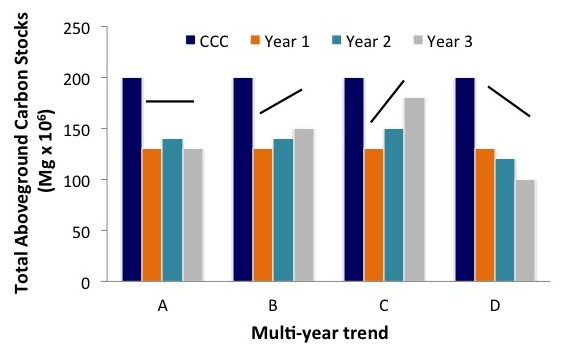 250
CCC Year 1 Year 2 Year 3
200
150
100
50
0
Total Aboveground Carbon Stocks
(Mg x 10⁶)
A B C D
Multi-year trend